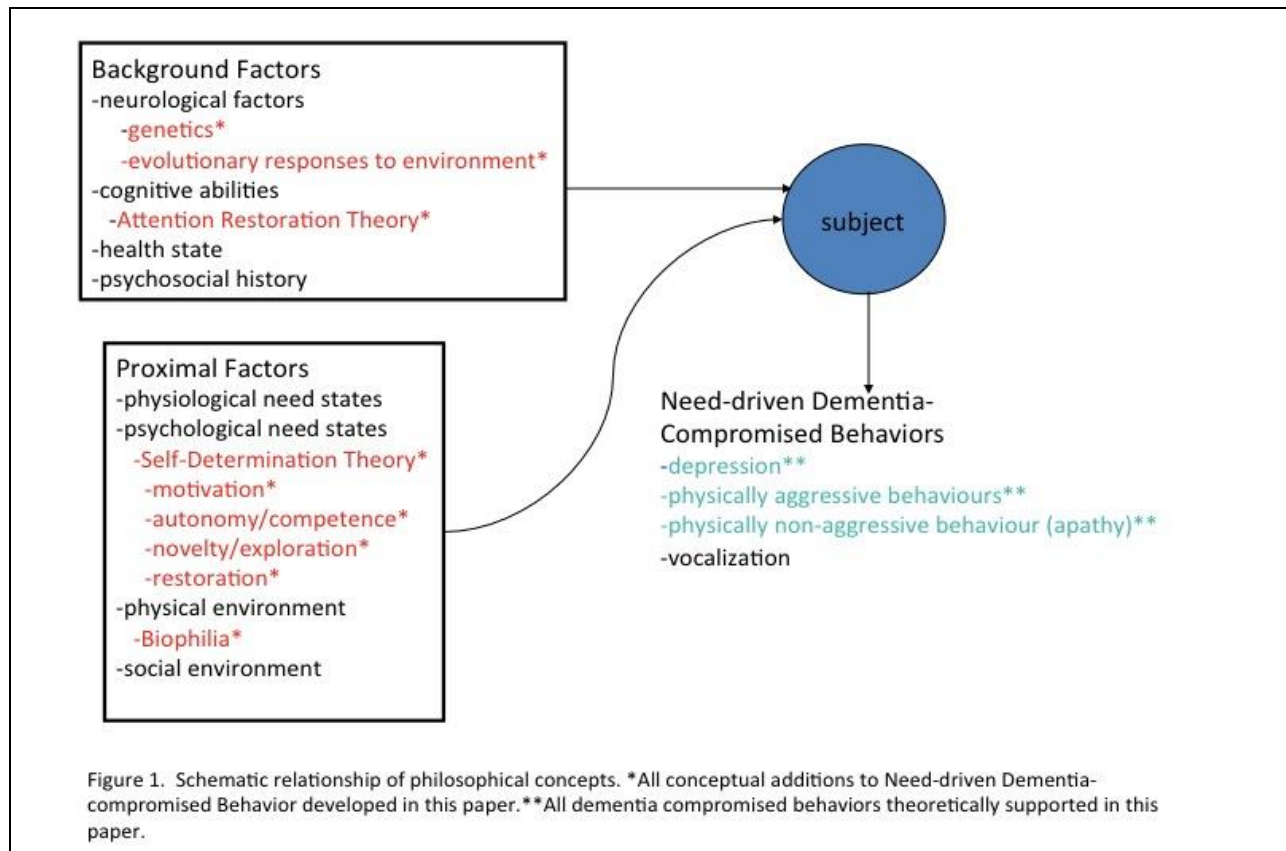 Background Factors
-neurological factors
-genetics*
-evolutionary responses to environment*
-cognitive abilities
-Attention Restoration Theory*
-health state
-psychosocial history
subject
Proximal Factors
-physiological need states
-psychological need states
-Self-Determination Theory*
-motivation*
-autonomy/competence*
-novelty/exploration*
-restoration*
-physical environment
-Biophilia*
-social environment
Need-driven Dementia-
Compromised Behaviors
-depression**
-physically aggressive behaviours**
-physically non-aggressive behaviour (apathy)**
-vocalization
Figure 1. Schematic relationship of philosophical concepts. *All conceptual additions to Need-driven Dementia-
compromised Behavior developed in this paper.**All dementia compromised behaviors theoretically supported in this
paper.